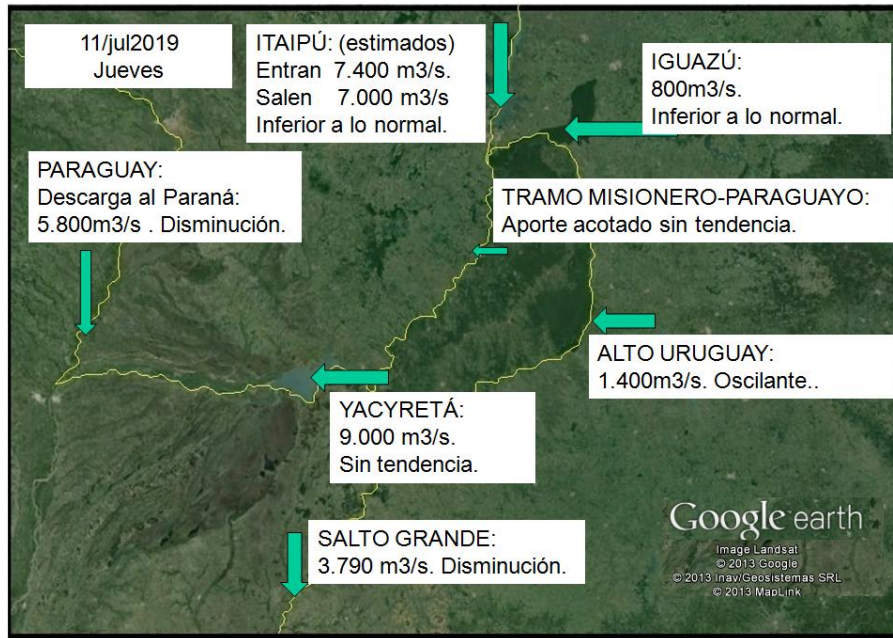 11/jul2019
Jueves
ITAIPÚ: (estimados)
Entran 7.400 m3/s.
Salen 7.000 m3/s
Inferior a lo normal.
IGUAZÚ:
800m3/s.
Inferior a lo normal.
PARAGUAY:
Descarga al Paraná:
5.800m3/s . Disminución.
TRAMO MISIONERO-PARAGUAYO:
Aporte acotado sin tendencia.
ALTO URUGUAY:
1.400m3/s. Oscilante..
YACYRETÁ:
9.000 m3/s.
Sin tendencia.
SALTO GRANDE:
3.790 m3/s. Disminución.
Google earth
Image Landsat
© 2013 Google
© 2013 Inav/Geosistemas SRL
© 2013 MapLink